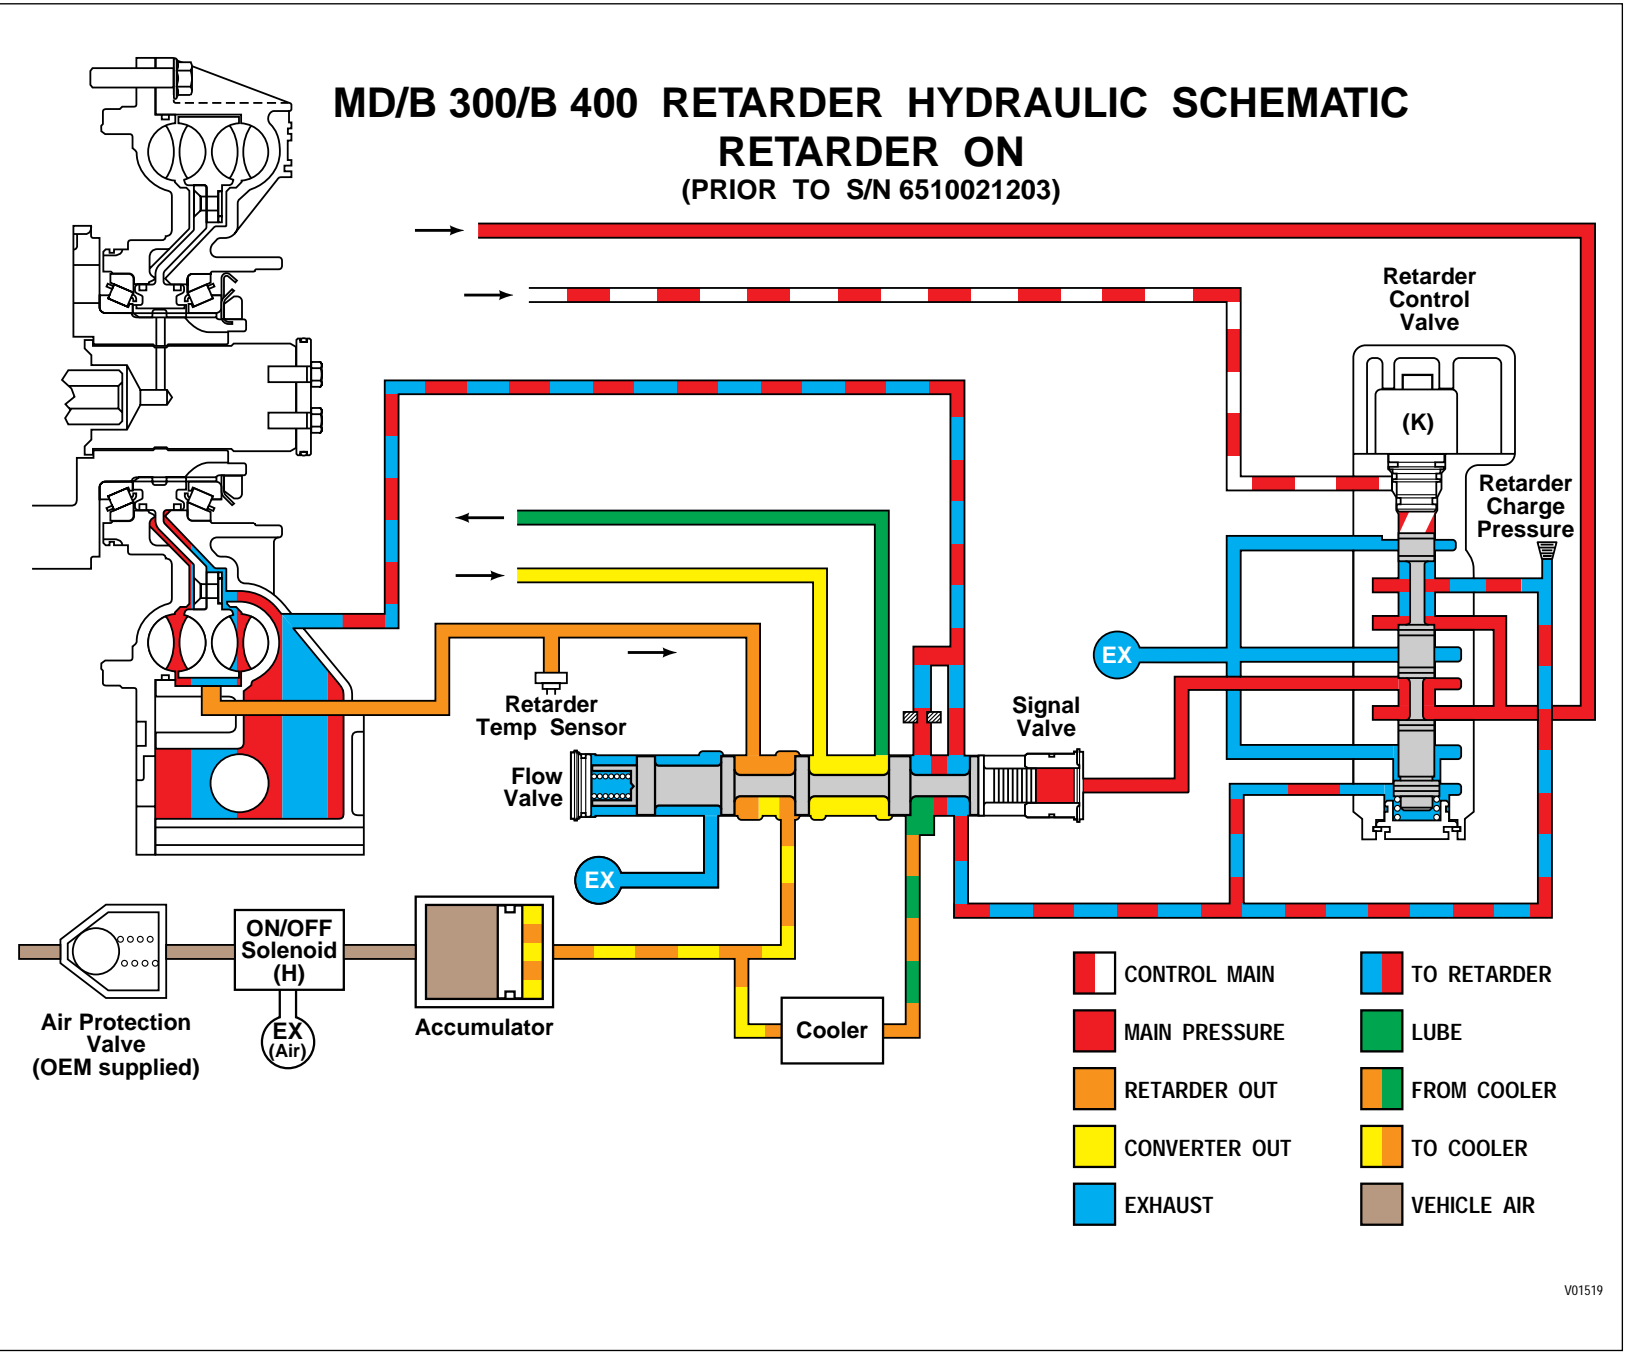 MD/B 300/B 400 RETARDER HYDRAULIC SCHEMATIC
RETARDER ON
(PRIOR TO S/N 6510021203)
Retarder
Control
Valve
(K)
Retarder
Charge
Pressure
EX
Retarder
Temp Sensor
Signal
Valve
Flow
Valve
EX
ON/OFF
Solenoid
(H)
EX
(Air)
Air Protection
Valve
(OEM supplied)
Accumulator
Cooler
CONTROL MAIN
MAIN PRESSURE
RETARDER OUT
CONVERTER OUT
EXHAUST
TO RETARDER
LUBE
FROM COOLER
TO COOLER
VEHICLE AIR
V01519